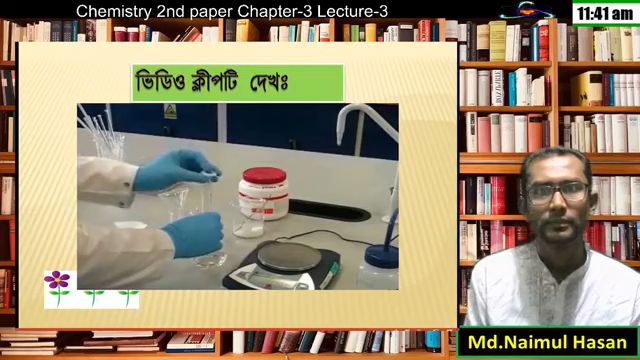 Chemistry 2nd paper Chapter-3 Lecture-3
11:41 am
ভিডিও ক্লীপটি দেখঃ
Md.Naimul Hasan